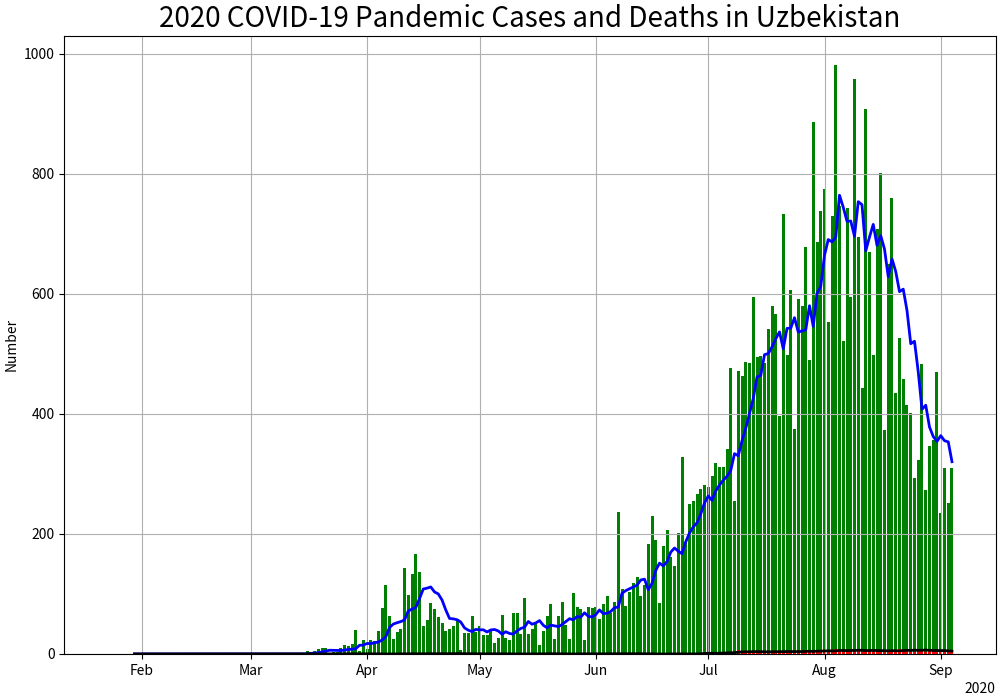 2020 COVID-19 Pandemic Cases and Deaths in Uzbekistan
1000
800
600
400
200
0
Number
Feb Mar Apr May Jun Jul Aug Sep
2020